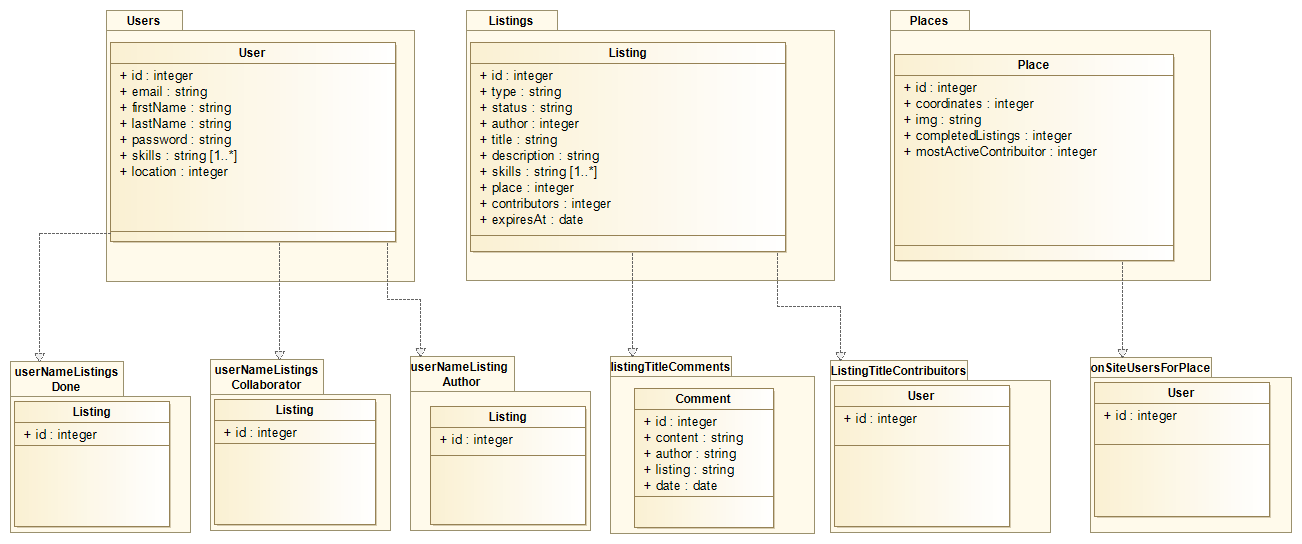 Users
User
+ id : integer
+ email : string
+ firstName : string
+ lastName : string
+ password : string
+ skills : string [1..*]
+ location : integer
Listings
Listing
+ id : integer
+ type : string
+ status : string
+ author : integer
+ title : string
+ description : string
+ skills : string [1..*]
+ place : integer
+ contributors : integer
+ expiresAt : date
Places
Place
+ id : integer
+ coordinates : integer
+ img : string
+ completedListings : integer
+ mostActiveContribuitor : integer
userNameListings
Done
Listing
+ id : integer
userNameListings
Collaborator
Listing
+ id : integer
userNameListing
Author
Listing
+ id : integer
listingTitleComments
Comment
+ id : integer
+ content : string
+ author : string
+ listing : string
+ date : date
ListingTitleContribuitors
User
+ id : integer
onSiteUsersForPlace
User
+ id : integer